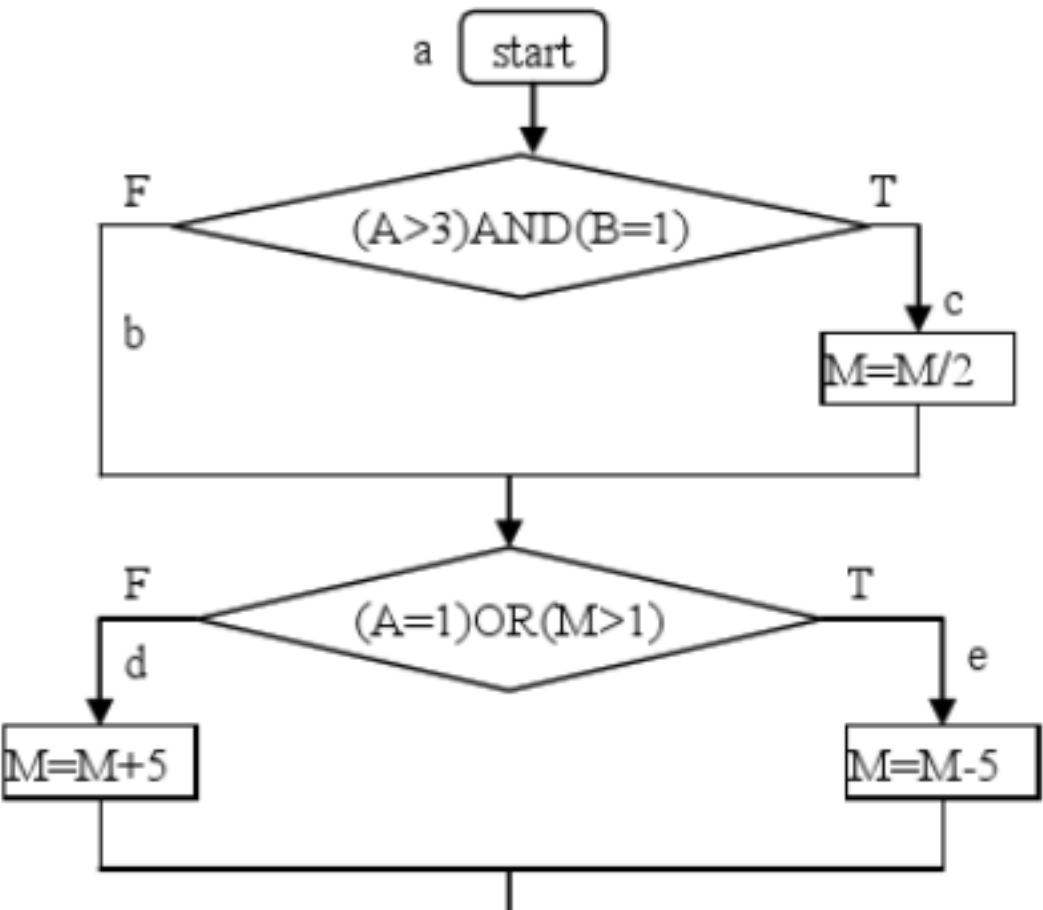 a
start
F
T
(A>3)AND(B=1)
b
c
M=M/2
F
T
(A=1)OR(M>1)
d
e
M=M+5
M=M-5